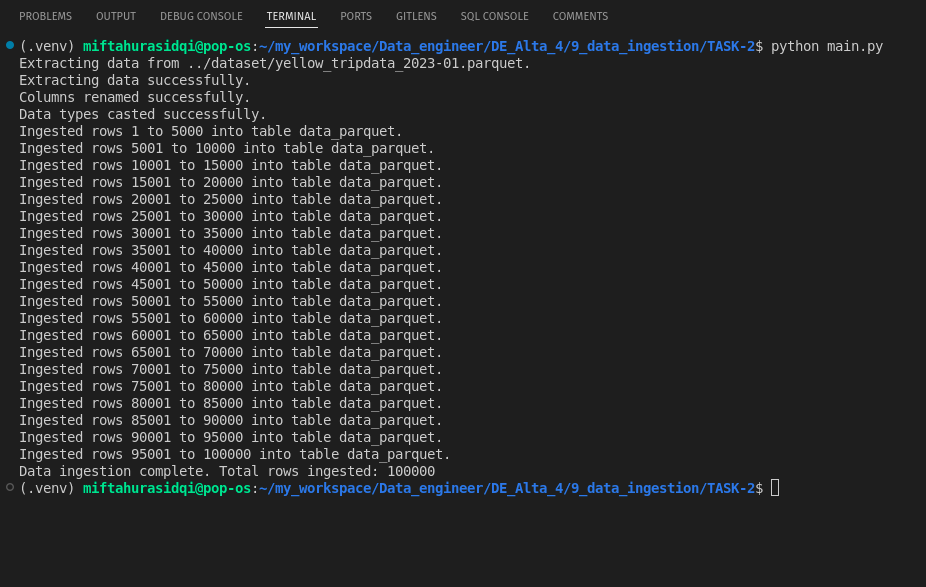 PROBLEMS OUTPUT DEBUG CONSOLE TERMINAL PORTS GITLENS SQL CONSOLE COMMENTS
(.venv) miftahurasidqi@pop-os:~/my_workspace/Data_engineer/DE_Alta_4/9_data_ingestion/TASK-2$ python main.py
Extracting data from ../dataset/yellow_tripdata_2023-01.parquet.
Extracting data successfully.
Columns renamed successfully.
Data types casted successfully.
Ingested rows 1 to 5000 into table data_parquet.
Ingested rows 5001 to 10000 into table data_parquet.
Ingested rows 10001 to 15000 into table data_parquet.
Ingested rows 15001 to 20000 into table data_parquet.
Ingested rows 20001 to 25000 into table data_parquet.
Ingested rows 25001 to 30000 into table data_parquet.
Ingested rows 30001 to 35000 into table data_parquet.
Ingested rows 35001 to 40000 into table data_parquet.
Ingested rows 40001 to 45000 into table data_parquet.
Ingested rows 45001 to 50000 into table data_parquet.
Ingested rows 50001 to 55000 into table data_parquet.
Ingested rows 55001 to 60000 into table data_parquet.
Ingested rows 60001 to 65000 into table data_parquet.
Ingested rows 65001 to 70000 into table data_parquet.
Ingested rows 70001 to 75000 into table data_parquet.
Ingested rows 75001 to 80000 into table data_parquet.
Ingested rows 80001 to 85000 into table data_parquet.
Ingested rows 85001 to 90000 into table data_parquet.
Ingested rows 90001 to 95000 into table data_parquet.
Ingested rows 95001 to 100000 into table data_parquet.
Data ingestion complete. Total rows ingested: 100000
(.venv) miftahurasidqi@pop-os:~/my_workspace/Data_engineer/DE_Alta_4/9_data_ingestion/TASK-2$